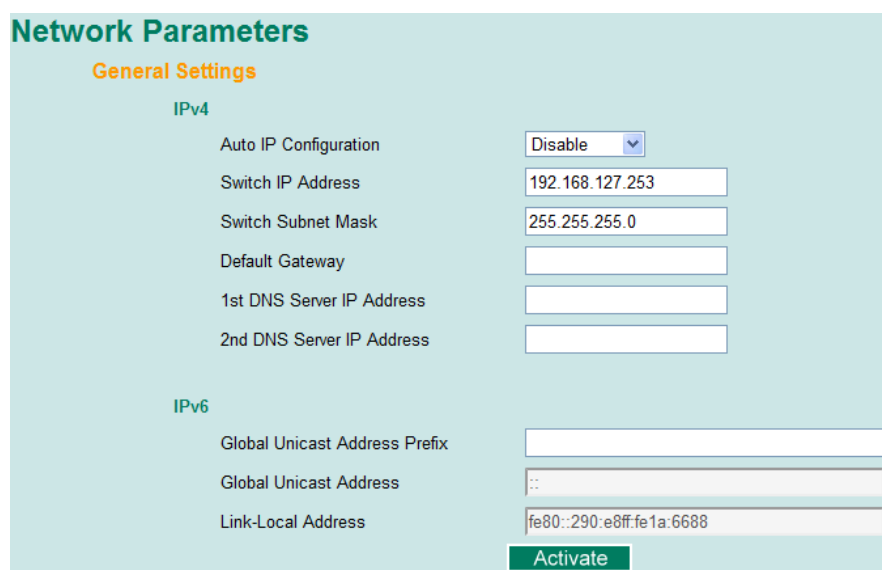 Network Parameters
General Settings
IPv4
Auto IP Configuration Disable
Switch IP Address 192.168.127.253
Switch Subnet Mask 255.255.255.0
Default Gateway
1st DNS Server IP Address
2nd DNS Server IP Address
IPv6
Global Unicast Address Prefix
Global Unicast Address ::
Link-Local Address fe80::290:e8ff:fe1a:6688
Activate